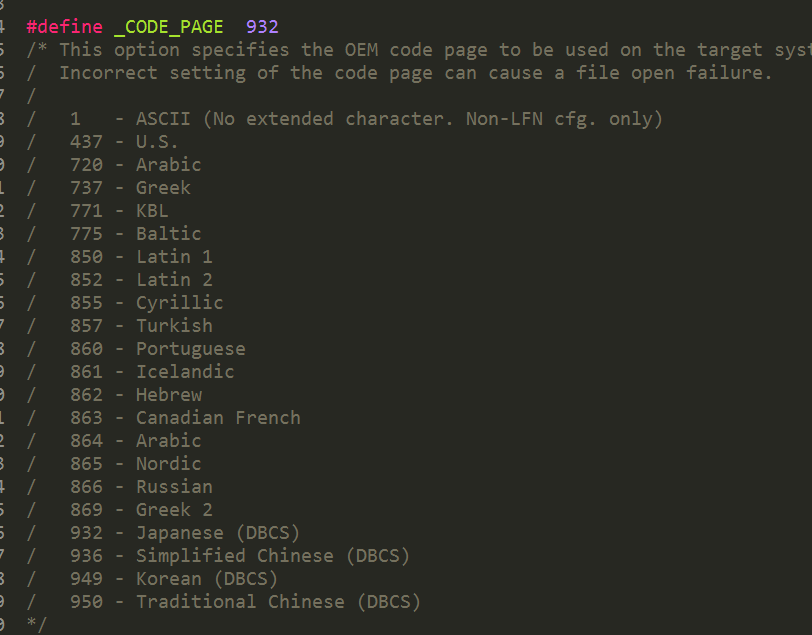 #define _CODE_PAGE  932
/* This option specifies the OEM code page to be used on the target
/  Incorrect setting of the code page can cause a file open failure.
/
/   1   - ASCII (No extended character. Non-LFN cfg. only)
/   437 - U.S.
/   720 - Arabic
/   737 - Greek
/   771 - KBL
/   775 - Baltic
/   850 - Latin 1
/   852 - Latin 2
/   855 - Cyrillic
/   857 - Turkish
/   860 - Portuguese
/   861 - Icelandic
/   862 - Hebrew
/   863 - Canadian French
/   864 - Arabic
/   865 - Nordic
/   866 - Russian
/   869 - Greek 2
/   932 - Japanese (DBCS)
/   936 - Simplified Chinese (DBCS)
/   949 - Korean (DBCS)
/   950 - Traditional Chinese (DBCS)
*/